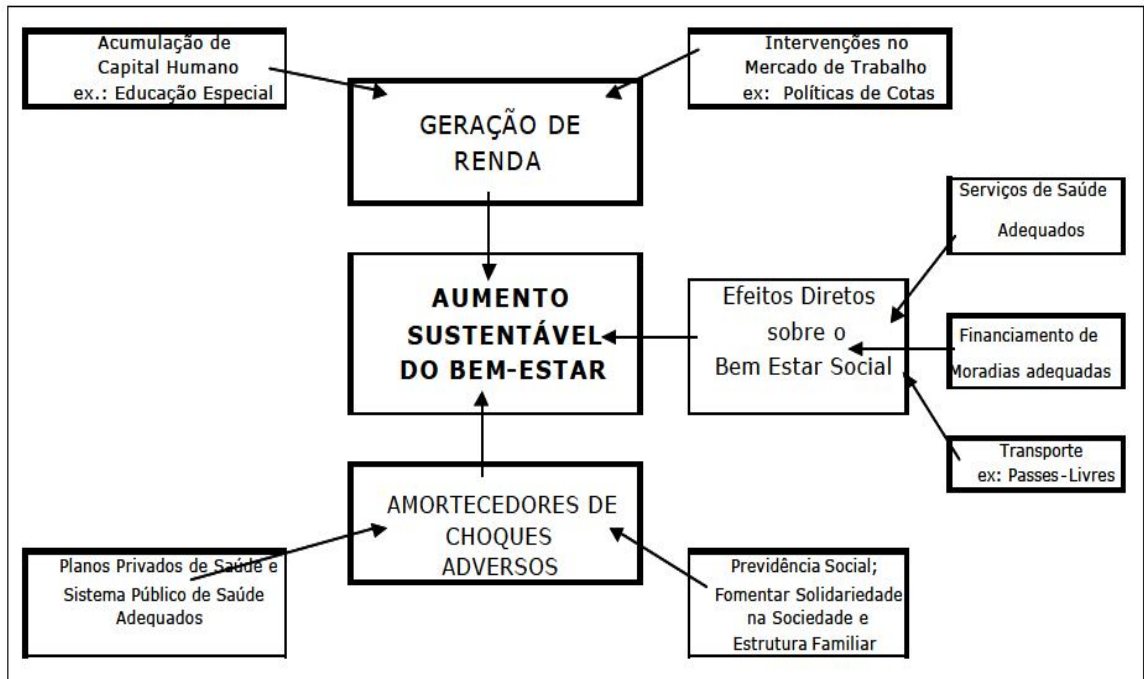 Acumulação de
Capital Humano
ex.: Educação Especial
Intervenções no
Mercado de Trabalho
ex: Políticas de Cotas
GERAÇÃO DE
RENDA
Serviços de Saúde
Adequados
AUMENTO
SUSTENTÁVEL
DO BEM-ESTAR
Efeitos Diretos
sobre o
Bem Estar Social
Financiamento de
Moradias adequadas
Transporte
ex: Passes-Livres
AMORTECEDORES DE
CHOQUES
ADVERSOS
Planos Privados de Saúde e
Sistema Público de Saúde
Adequados
Previdência Social;
Fomentar Solidariedade
na Sociedade e
Estrutura Familiar